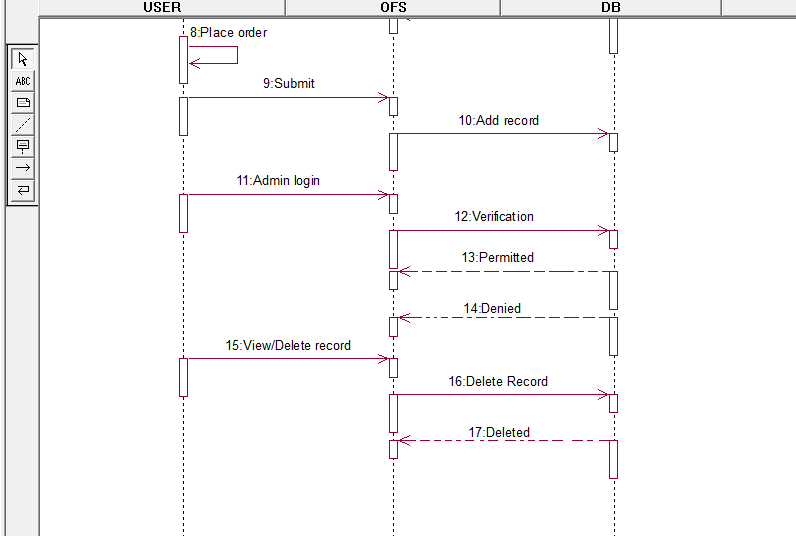 USER OFS DB
8:Place order
ABC
9:Submit
10:Add record
11:Admin login
12:Verification
13:Permitted
14:Denied
15:View/Delete record
16:Delete Record
17:Deleted